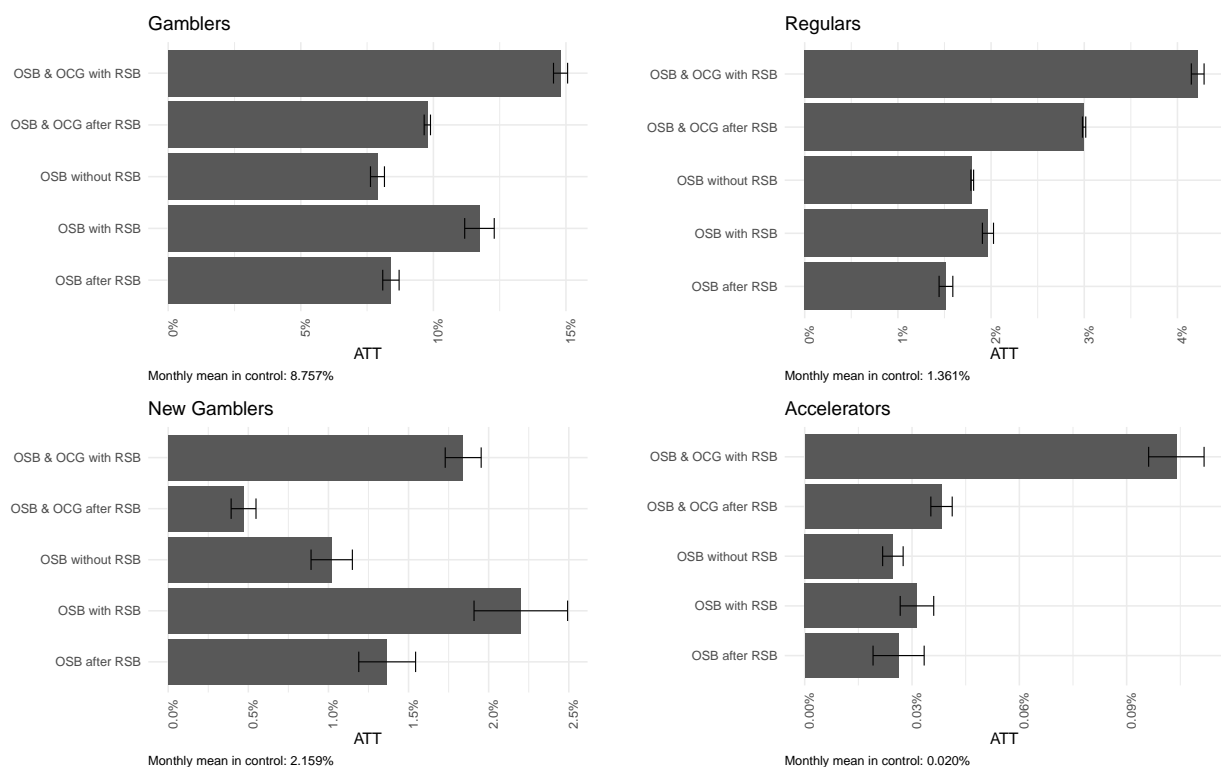 Gamblers
OSB & OCG with RSB
OSB & OCG after RSB
OSB without RSB
OSB with RSB
OSB after RSB
0%
5%
10%
15%
ATT
Monthly mean in control: 8.757%
Regulars
OSB & OCG with RSB
OSB & OCG after RSB
OSB without RSB
OSB with RSB
OSB after RSB
0%
1%
2%
3%
4%
ATT
Monthly mean in control: 1.361%
New Gamblers
OSB & OCG with RSB
OSB & OCG after RSB
OSB without RSB
OSB with RSB
OSB after RSB
0.0%
0.5%
1.0%
1.5%
2.0%
2.5%
ATT
Monthly mean in control: 2.159%
Accelerators
OSB & OCG with RSB
OSB & OCG after RSB
OSB without RSB
OSB with RSB
OSB after RSB
0.00%
0.03%
0.06%
0.09%
ATT
Monthly mean in control: 0.020%